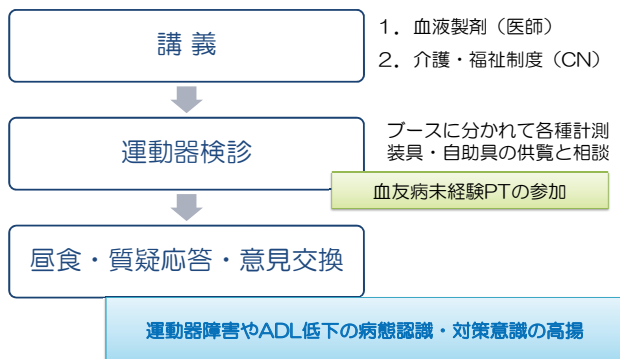 講 義
1．血液製剤（医師）
2．介護・福祉制度（CN）
運動器検診
ブースに分かれて各種計測
装具・自助具の供覧と相談
血友病未経験PTの参加
昼食・質疑応答・意見交換
運動器障害やADL低下の病態認識・対策意識の高揚